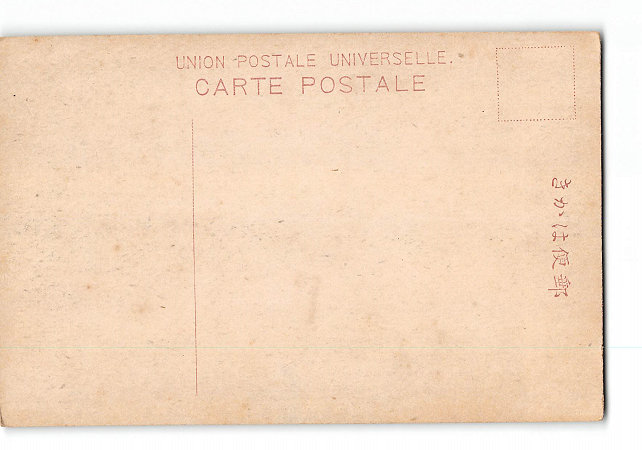 UNION POSTALE UNIVERSELLE.
CARTE POSTALE
郵便はかき